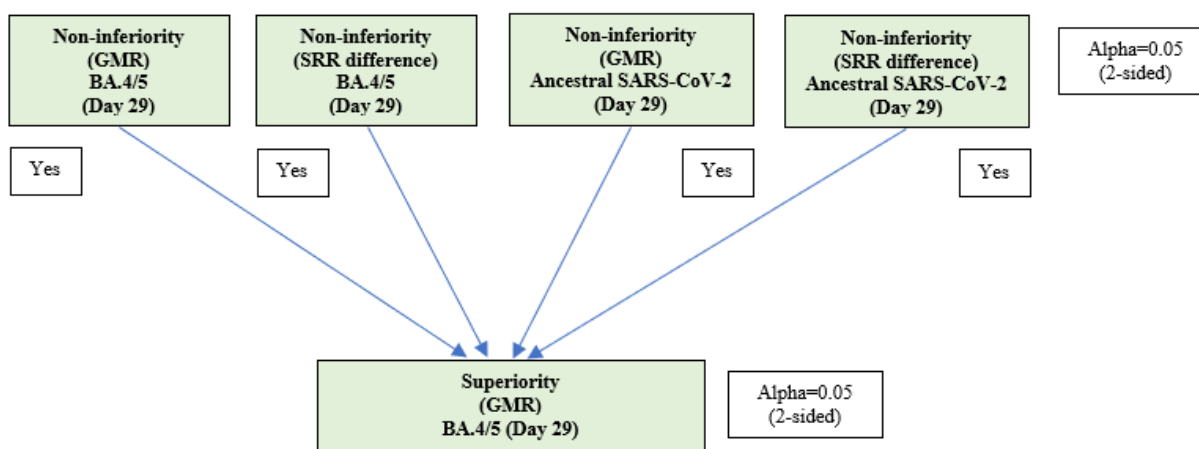 Non-inferiority
(GMR)
BA.4/5
(Day 29)
Non-inferiority
(SRR difference)
BA.4/5
(Day 29)
Non-inferiority
(GMR)
Ancestral SARS-CoV-2
(Day 29)
Non-inferiority
(SRR difference)
Ancestral SARS-CoV-2
(Day 29)
Alpha=0.05
(2-sided)
Yes
Yes
Yes
Yes
Superiority
(GMR)
BA.4/5 (Day 29)
Alpha=0.05
(2-sided)